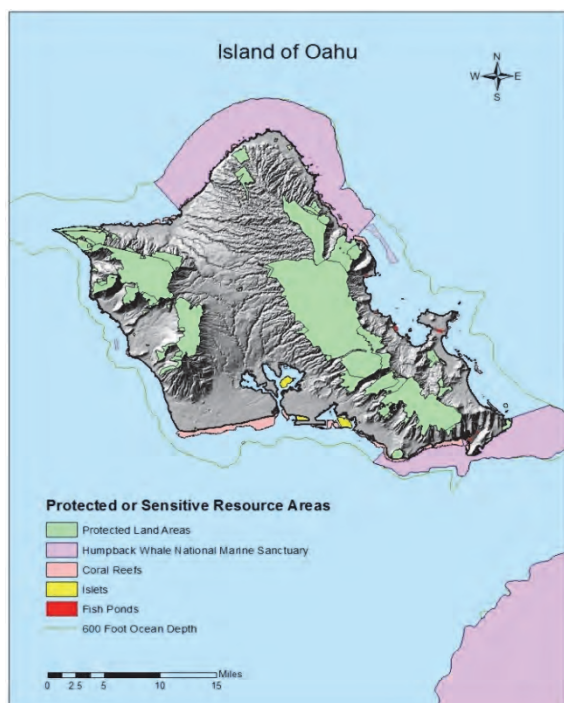 Island of Oahu
N
W E
S
Protected or Sensitive Resource Areas
Protected Land Areas
Humpback Whale National Marine Sanctuary
Coral Reefs
Islets
Fish Ponds
600 Foot Ocean Depth
Miles
0 2.5 5 10 15